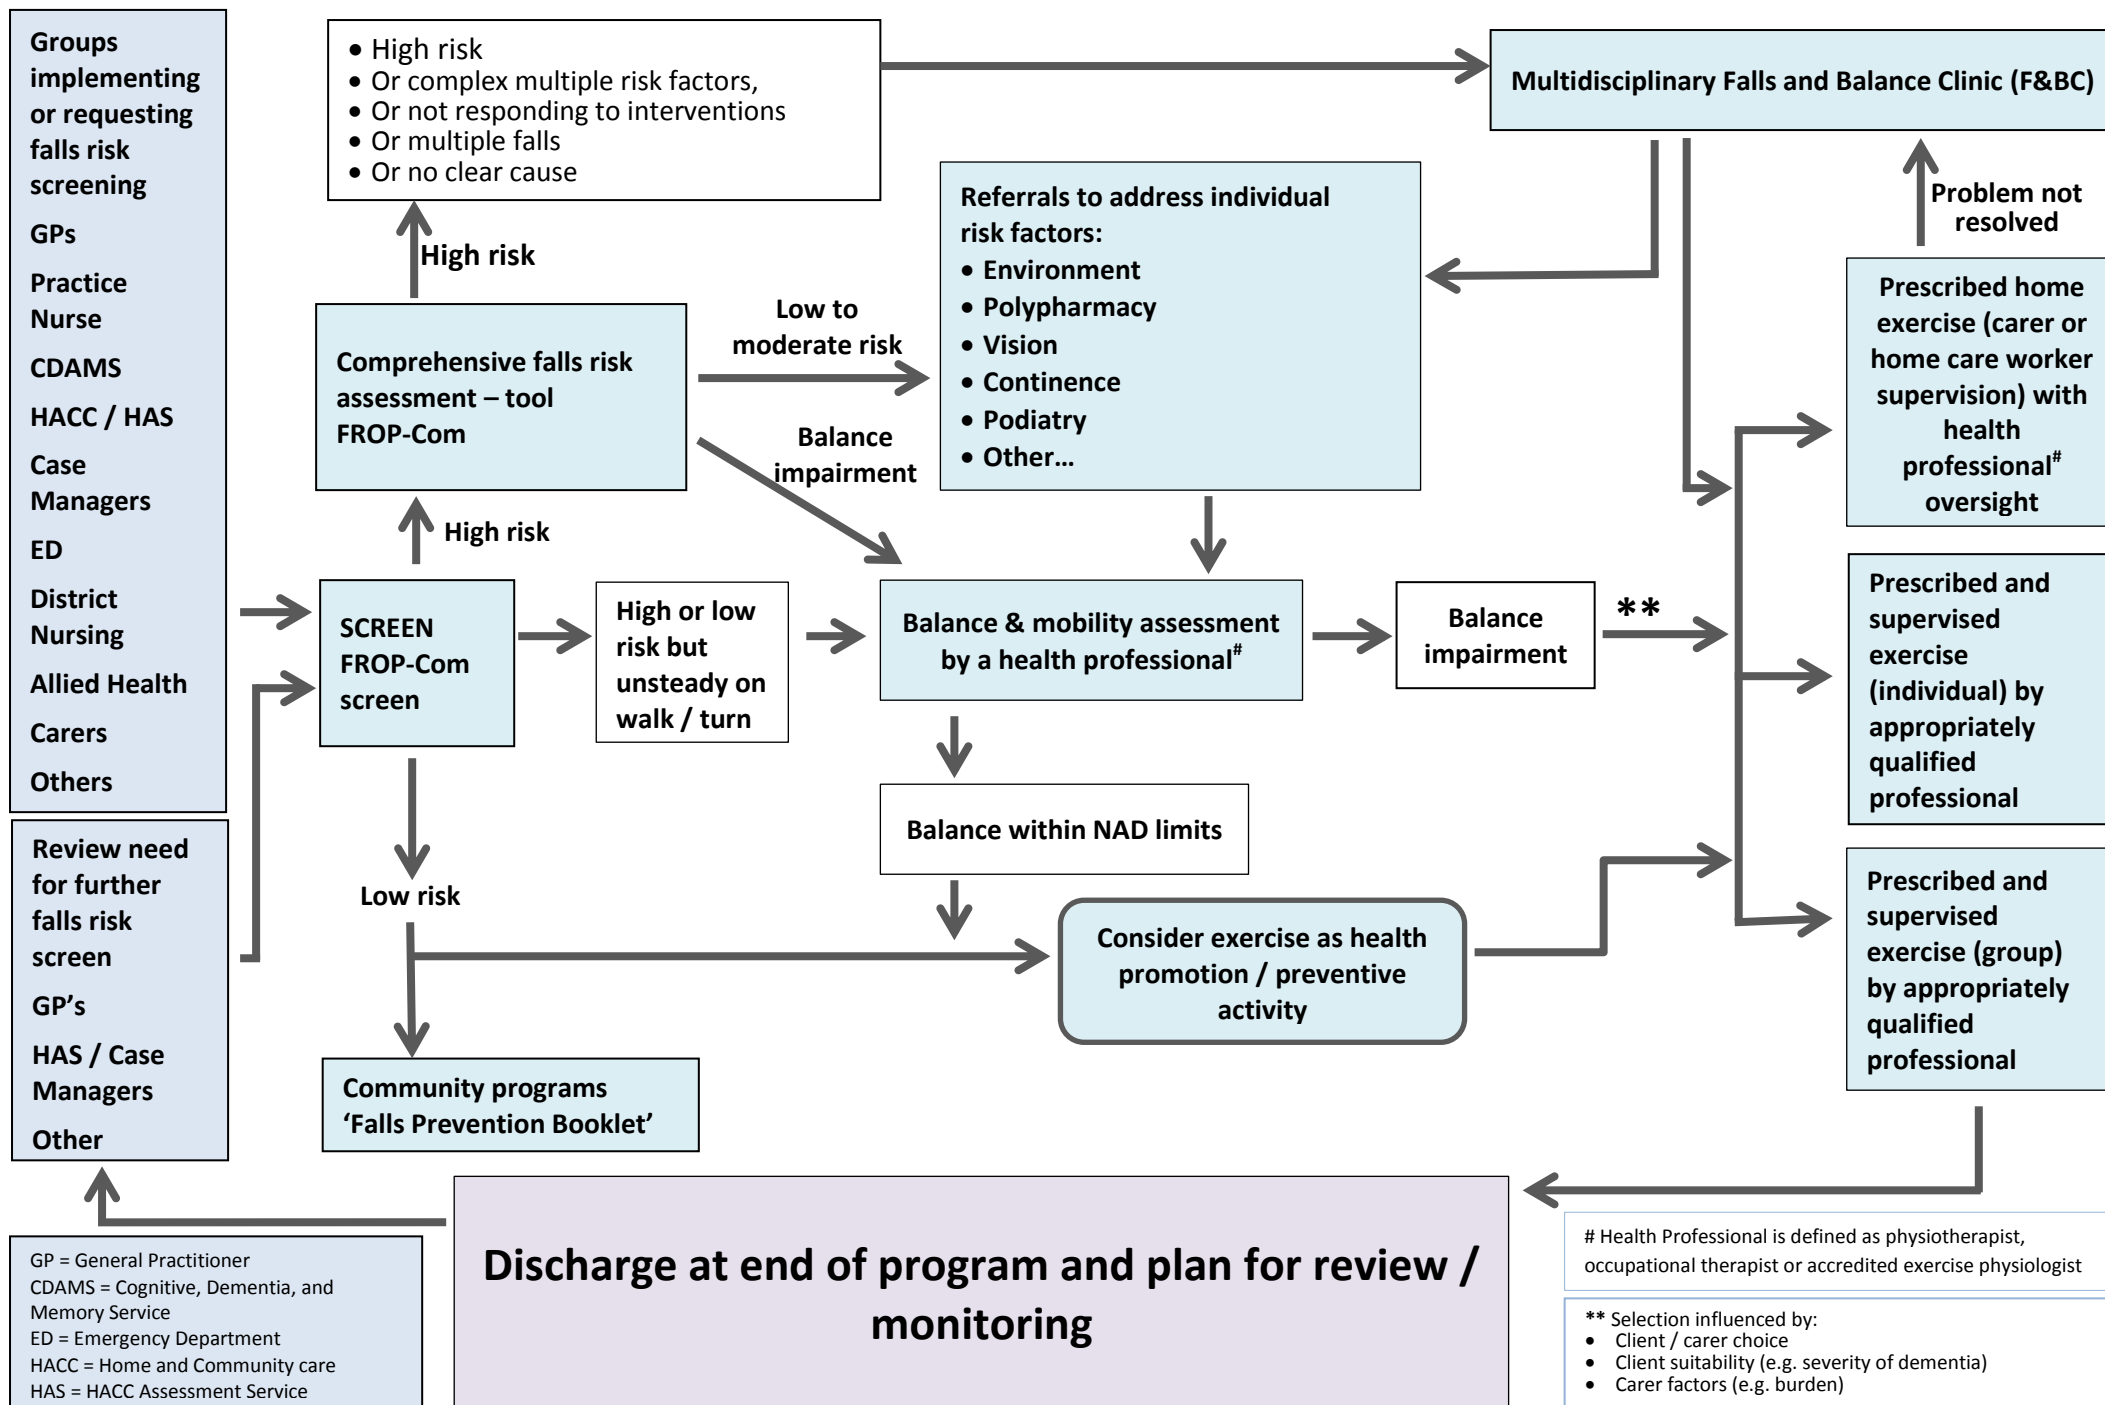 Groups
implementing
or requesting
falls risk
screening
GPs
Practice
Nurse
CDAMS
HACC / HAS
Case
Managers
ED
District
Nursing
Allied Health
Carers
Others
Review need
for further
falls risk
screen
GP’s
HAS / Case
Managers
Other
GP = General Practitioner
CDAMS = Cognitive, Dementia, and
Memory Service
ED = Emergency Department
HACC = Home and Community care
HAS = HACC Assessment Service
• High risk
• Or complex multiple risk factors,
• Or not responding to interventions
• Or multiple falls
• Or no clear cause
High risk
Comprehensive falls risk
assessment – tool
FROP-Com
High risk
SCREEN
FROP-Com
screen
Low risk
Community programs
‘Falls Prevention Booklet’
Low to
moderate risk
Balance
impairment
High or low
risk but
unsteady on
walk / turn
Referrals to address individual
risk factors:
• Environment
• Polypharmacy
• Vision
• Continence
• Podiatry
• Other…
Balance & mobility assessment
by a health professional#
Balance within NAD limits
Consider exercise as health
promotion / preventive
activity
Balance
impairment
**
Multidisciplinary Falls and Balance Clinic (F&BC)
Problem not
resolved
Prescribed home
exercise (carer or
home care worker
supervision) with
health
professional#
oversight
Prescribed and
supervised
exercise
(individual) by
appropriately
qualified
professional
Prescribed and
supervised
exercise (group)
by appropriately
qualified
professional
Discharge at end of program and plan for review /
monitoring
# Health Professional is defined as physiotherapist,
occupational therapist or accredited exercise physiologist
** Selection influenced by:
• Client / carer choice
• Client suitability (e.g. severity of dementia)
• Carer factors (e.g. burden)